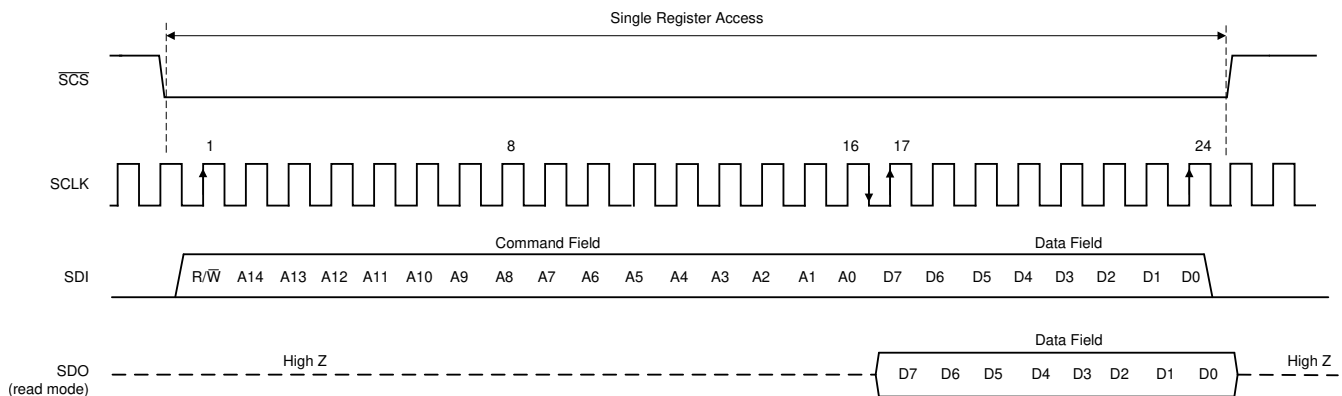 Single Register Access
SCS
1 8 16 17 24
SCLK
Command Field Data Field
SDI R/W A14 A13 A12 A11 A10 A9 A8 A7 A6 A5 A4 A3 A2 A1 A0 D7 D6 D5 D4 D3 D2 D1 D0
Data Field
High Z High Z
SDO D7 D6 D5 D4 D3 D2 D1 D0
(read mode)